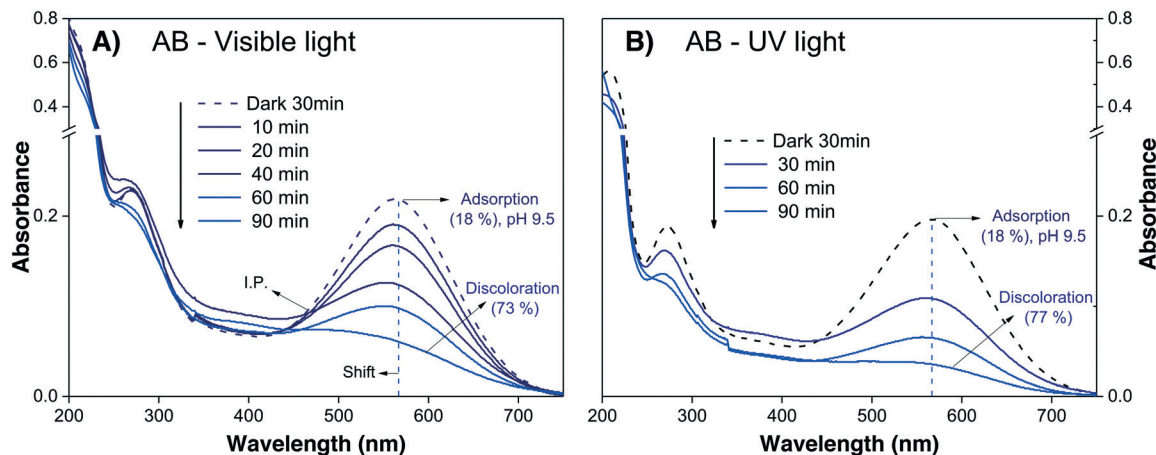 A) AB - Visible light
0.8
0.6
0.4
0.2
0.0
Absorbance
Dark 30min
10 min
20 min
40 min
60 min
90 min
Adsorption
(18 %), pH 9.5
I.P.
Discoloration
(73 %)
Shift
200 300 400 500 600 700
Wavelength (nm)
B) AB - UV light
0.8
0.6
0.4
0.2
0.0
Absorbance
Dark 30min
30 min
60 min
90 min
Adsorption
(18 %), pH 9.5
Discoloration
(77 %)
200 300 400 500 600 700
Wavelength (nm)